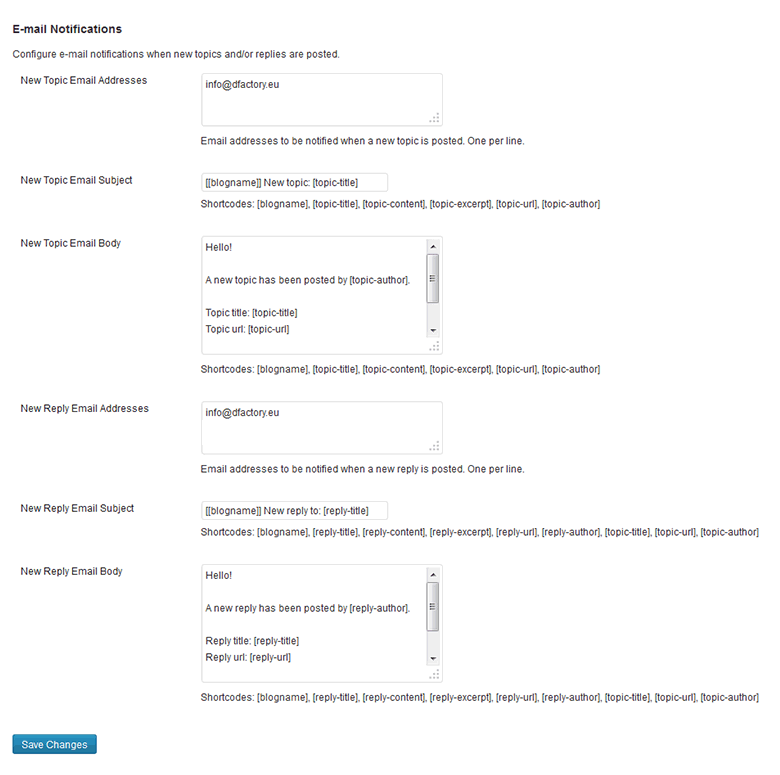 E-mail Notifications
Configure e-mail notifications when new topics and/or replies are posted.
New Topic Email Addresses
info@dfactory.eu
Email addresses to be notified when a new topic is posted. One per line.
New Topic Email Subject
[[blogname]] New topic: [topic-title]
Shortcodes: [blogname], [topic-title], [topic-content], [topic-excerpt], [topic-url], [topic-author]
New Topic Email Body
Hello!
A new topic has been posted by [topic-author].
Topic title: [topic-title]
Topic url: [topic-url]
Shortcodes: [blogname], [topic-title], [topic-content], [topic-excerpt], [topic-url], [topic-author]
New Reply Email Addresses
info@dfactory.eu
Email addresses to be notified when a new reply is posted. One per line.
New Reply Email Subject
[[blogname]] New reply to: [reply-title]
Shortcodes: [blogname], [reply-title], [reply-content], [reply-excerpt], [reply-url], [reply-author], [topic-title], [topic-url], [topic-author]
New Reply Email Body
Hello!
A new reply has been posted by [reply-author].
Reply title: [reply-title]
Reply url: [reply-url]
Shortcodes: [blogname], [reply-title], [reply-content], [reply-excerpt], [reply-url], [reply-author], [topic-title], [topic-url], [topic-author]
Save Changes